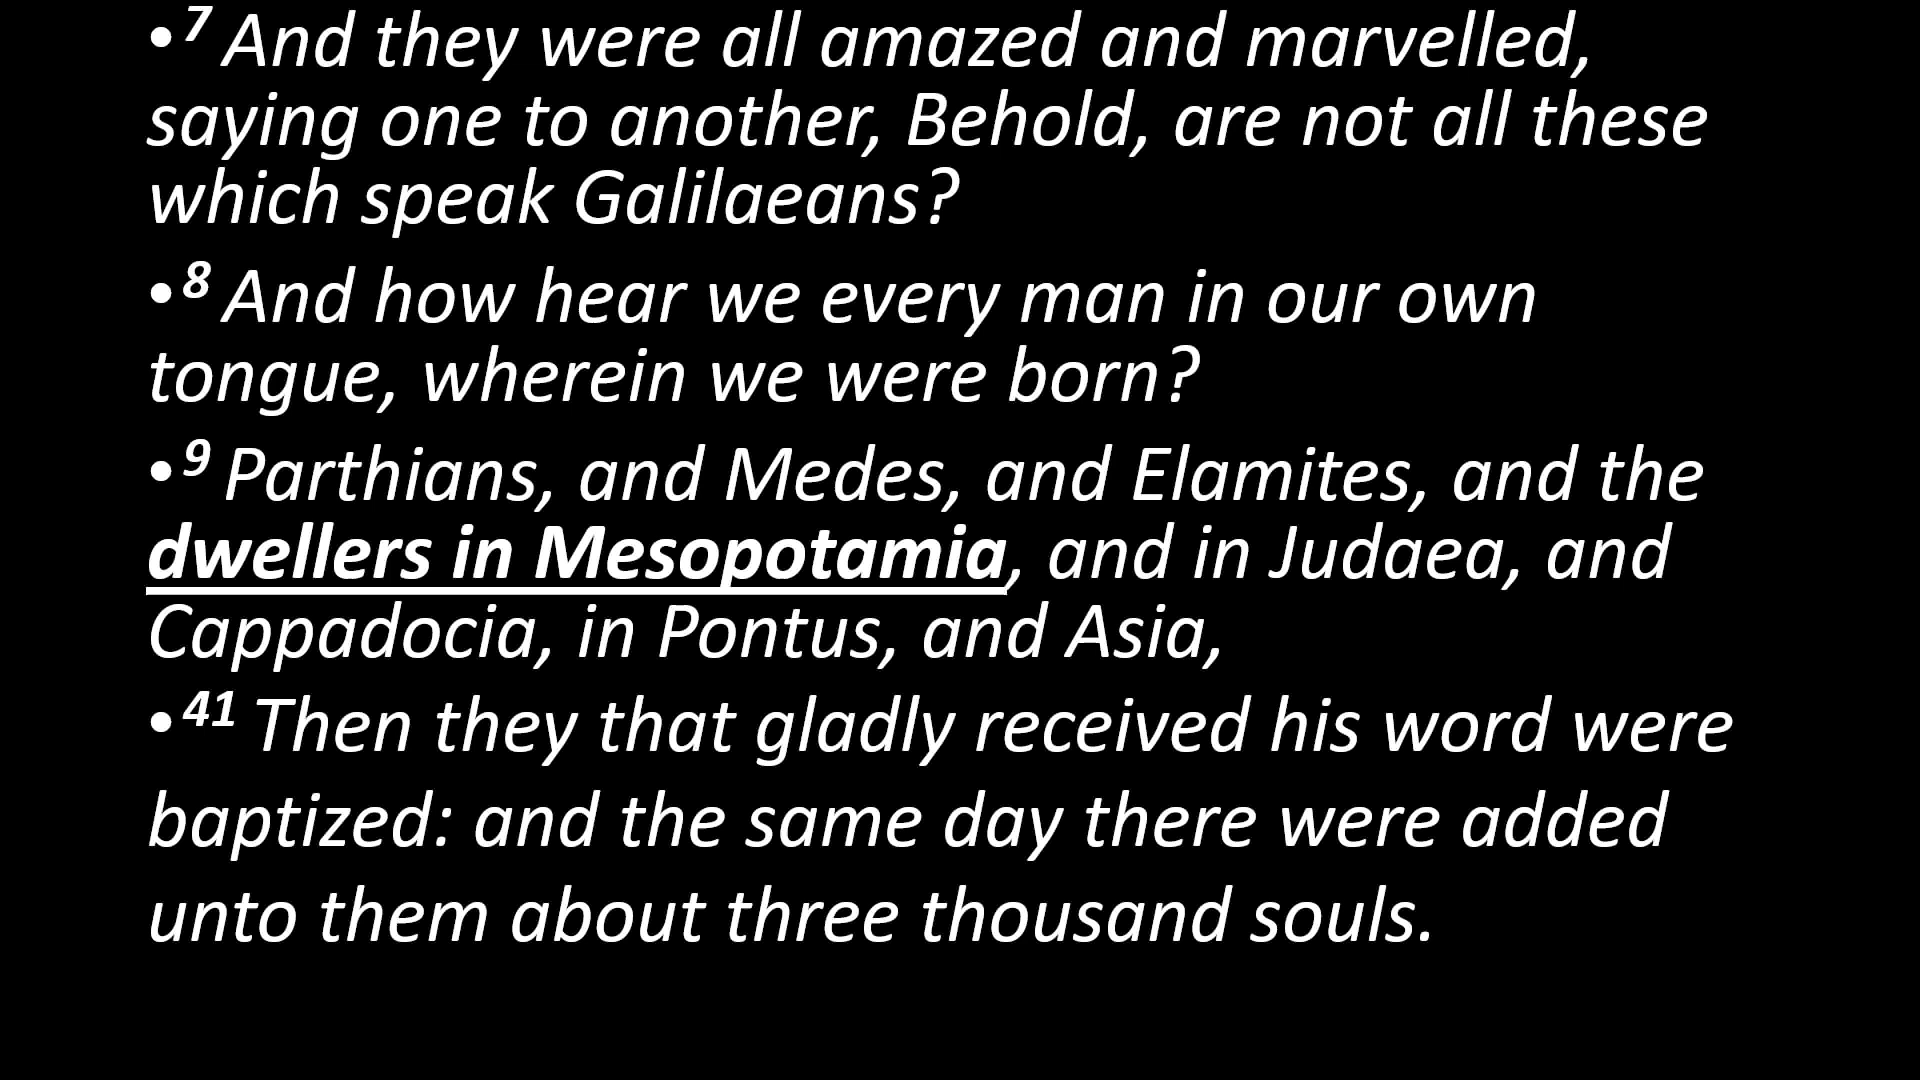 •7 And they were all amazed and marvelled,
saying one to another, Behold, are not all these
which speak Galilaeans?
•8 And how hear we every man in our own
tongue, wherein we were born?
•9 Parthians, and Medes, and Elamites, and the
dwellers in Mesopotamia, and in Judaea, and
Cappadocia, in Pontus, and Asia,
•41 Then they that gladly received his word were
baptized: and the same day there were added
unto them about three thousand souls.